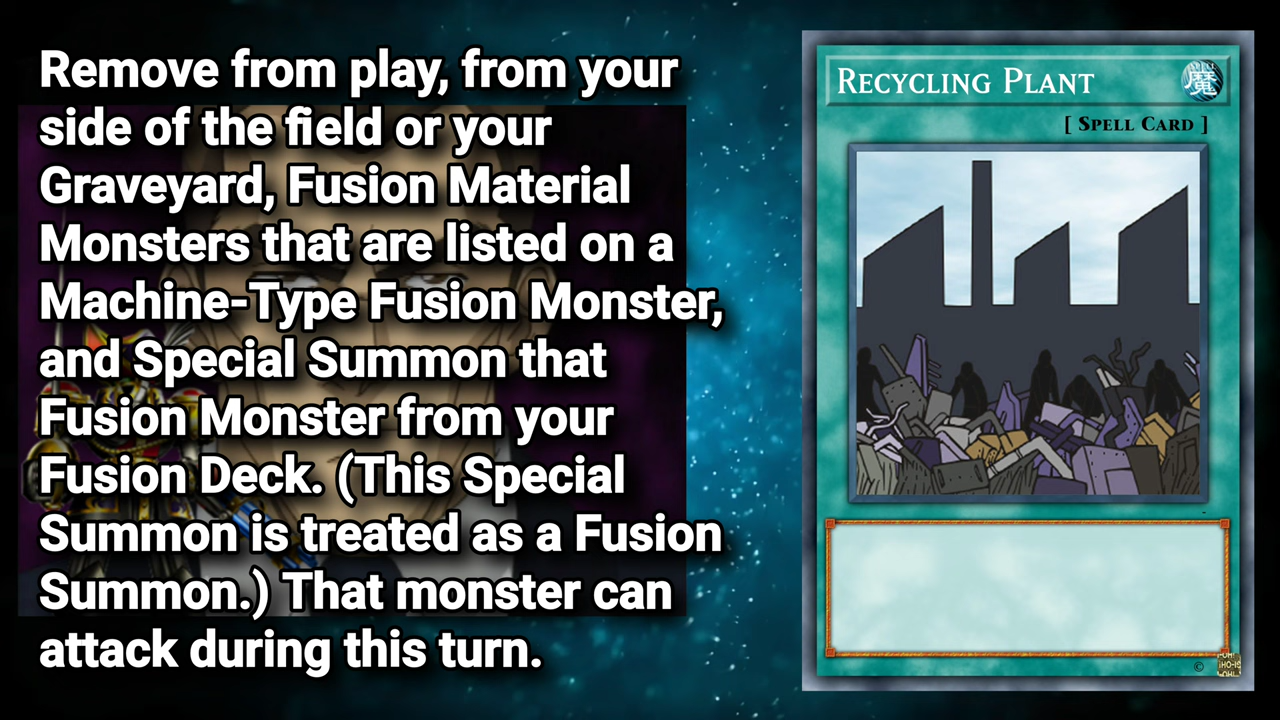 Remove from play, from your
side of the field or your
Graveyard, Fusion Material
Monsters that are listed on a
Machine-Type Fusion Monster,
and Special Summon that
Fusion Monster from your
Fusion Deck. (This Special
Summon is treated as a Fusion
Summon.) That monster can
attack during this turn.
Recycling Plant
魔
[ Spell Card ]
©